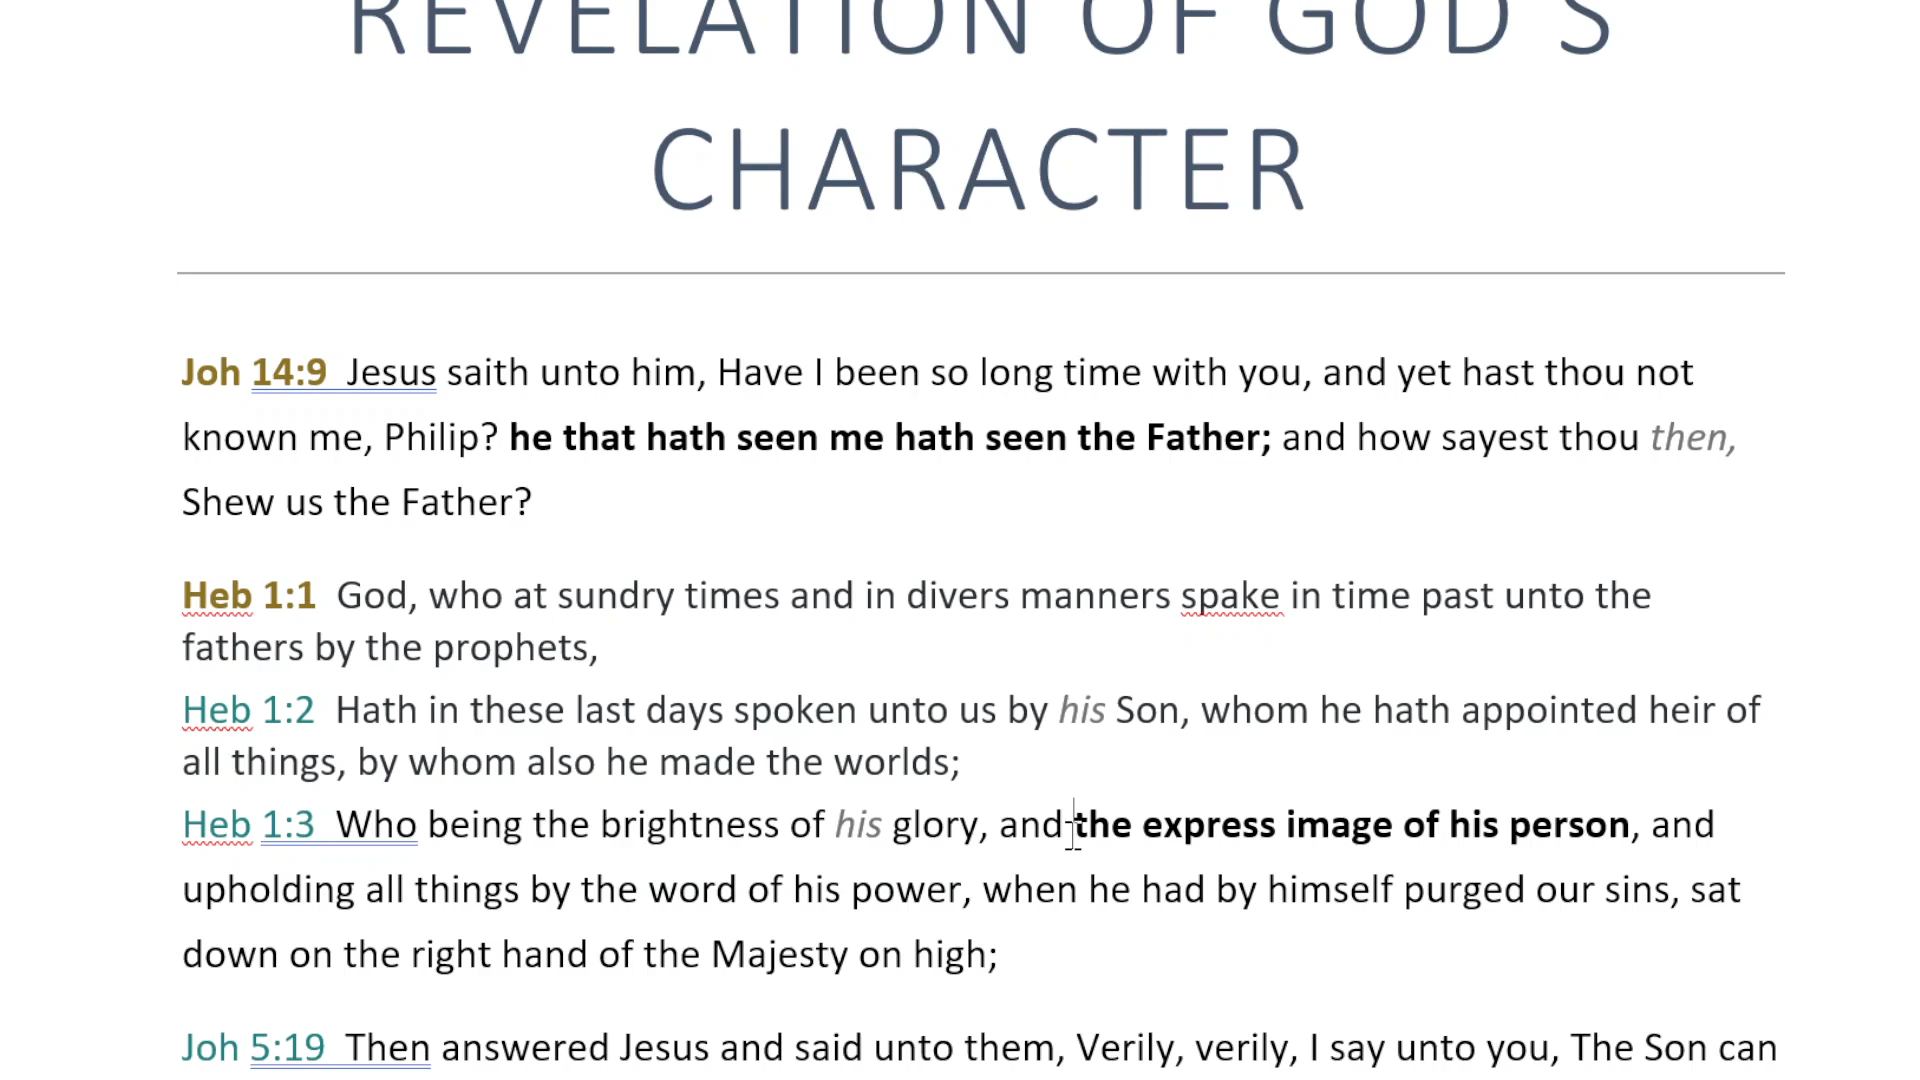 REVELATION OF GOD'S
CHARACTER
Joh 14:9  Jesus saith unto him, Have I been so long time with you, and yet hast thou not
known me, Philip? he that hath seen me hath seen the Father; and how sayest thou then,
Shew us the Father?
Heb 1:1  God, who at sundry times and in divers manners spake in time past unto the
fathers by the prophets,
Heb 1:2  Hath in these last days spoken unto us by his Son, whom he hath appointed heir of
all things, by whom also he made the worlds;
Heb 1:3  Who being the brightness of his glory, and the express image of his person, and
upholding all things by the word of his power, when he had by himself purged our sins, sat
down on the right hand of the Majesty on high;
Joh 5:19  Then answered Jesus and said unto them, Verily, verily, I say unto you, The Son can